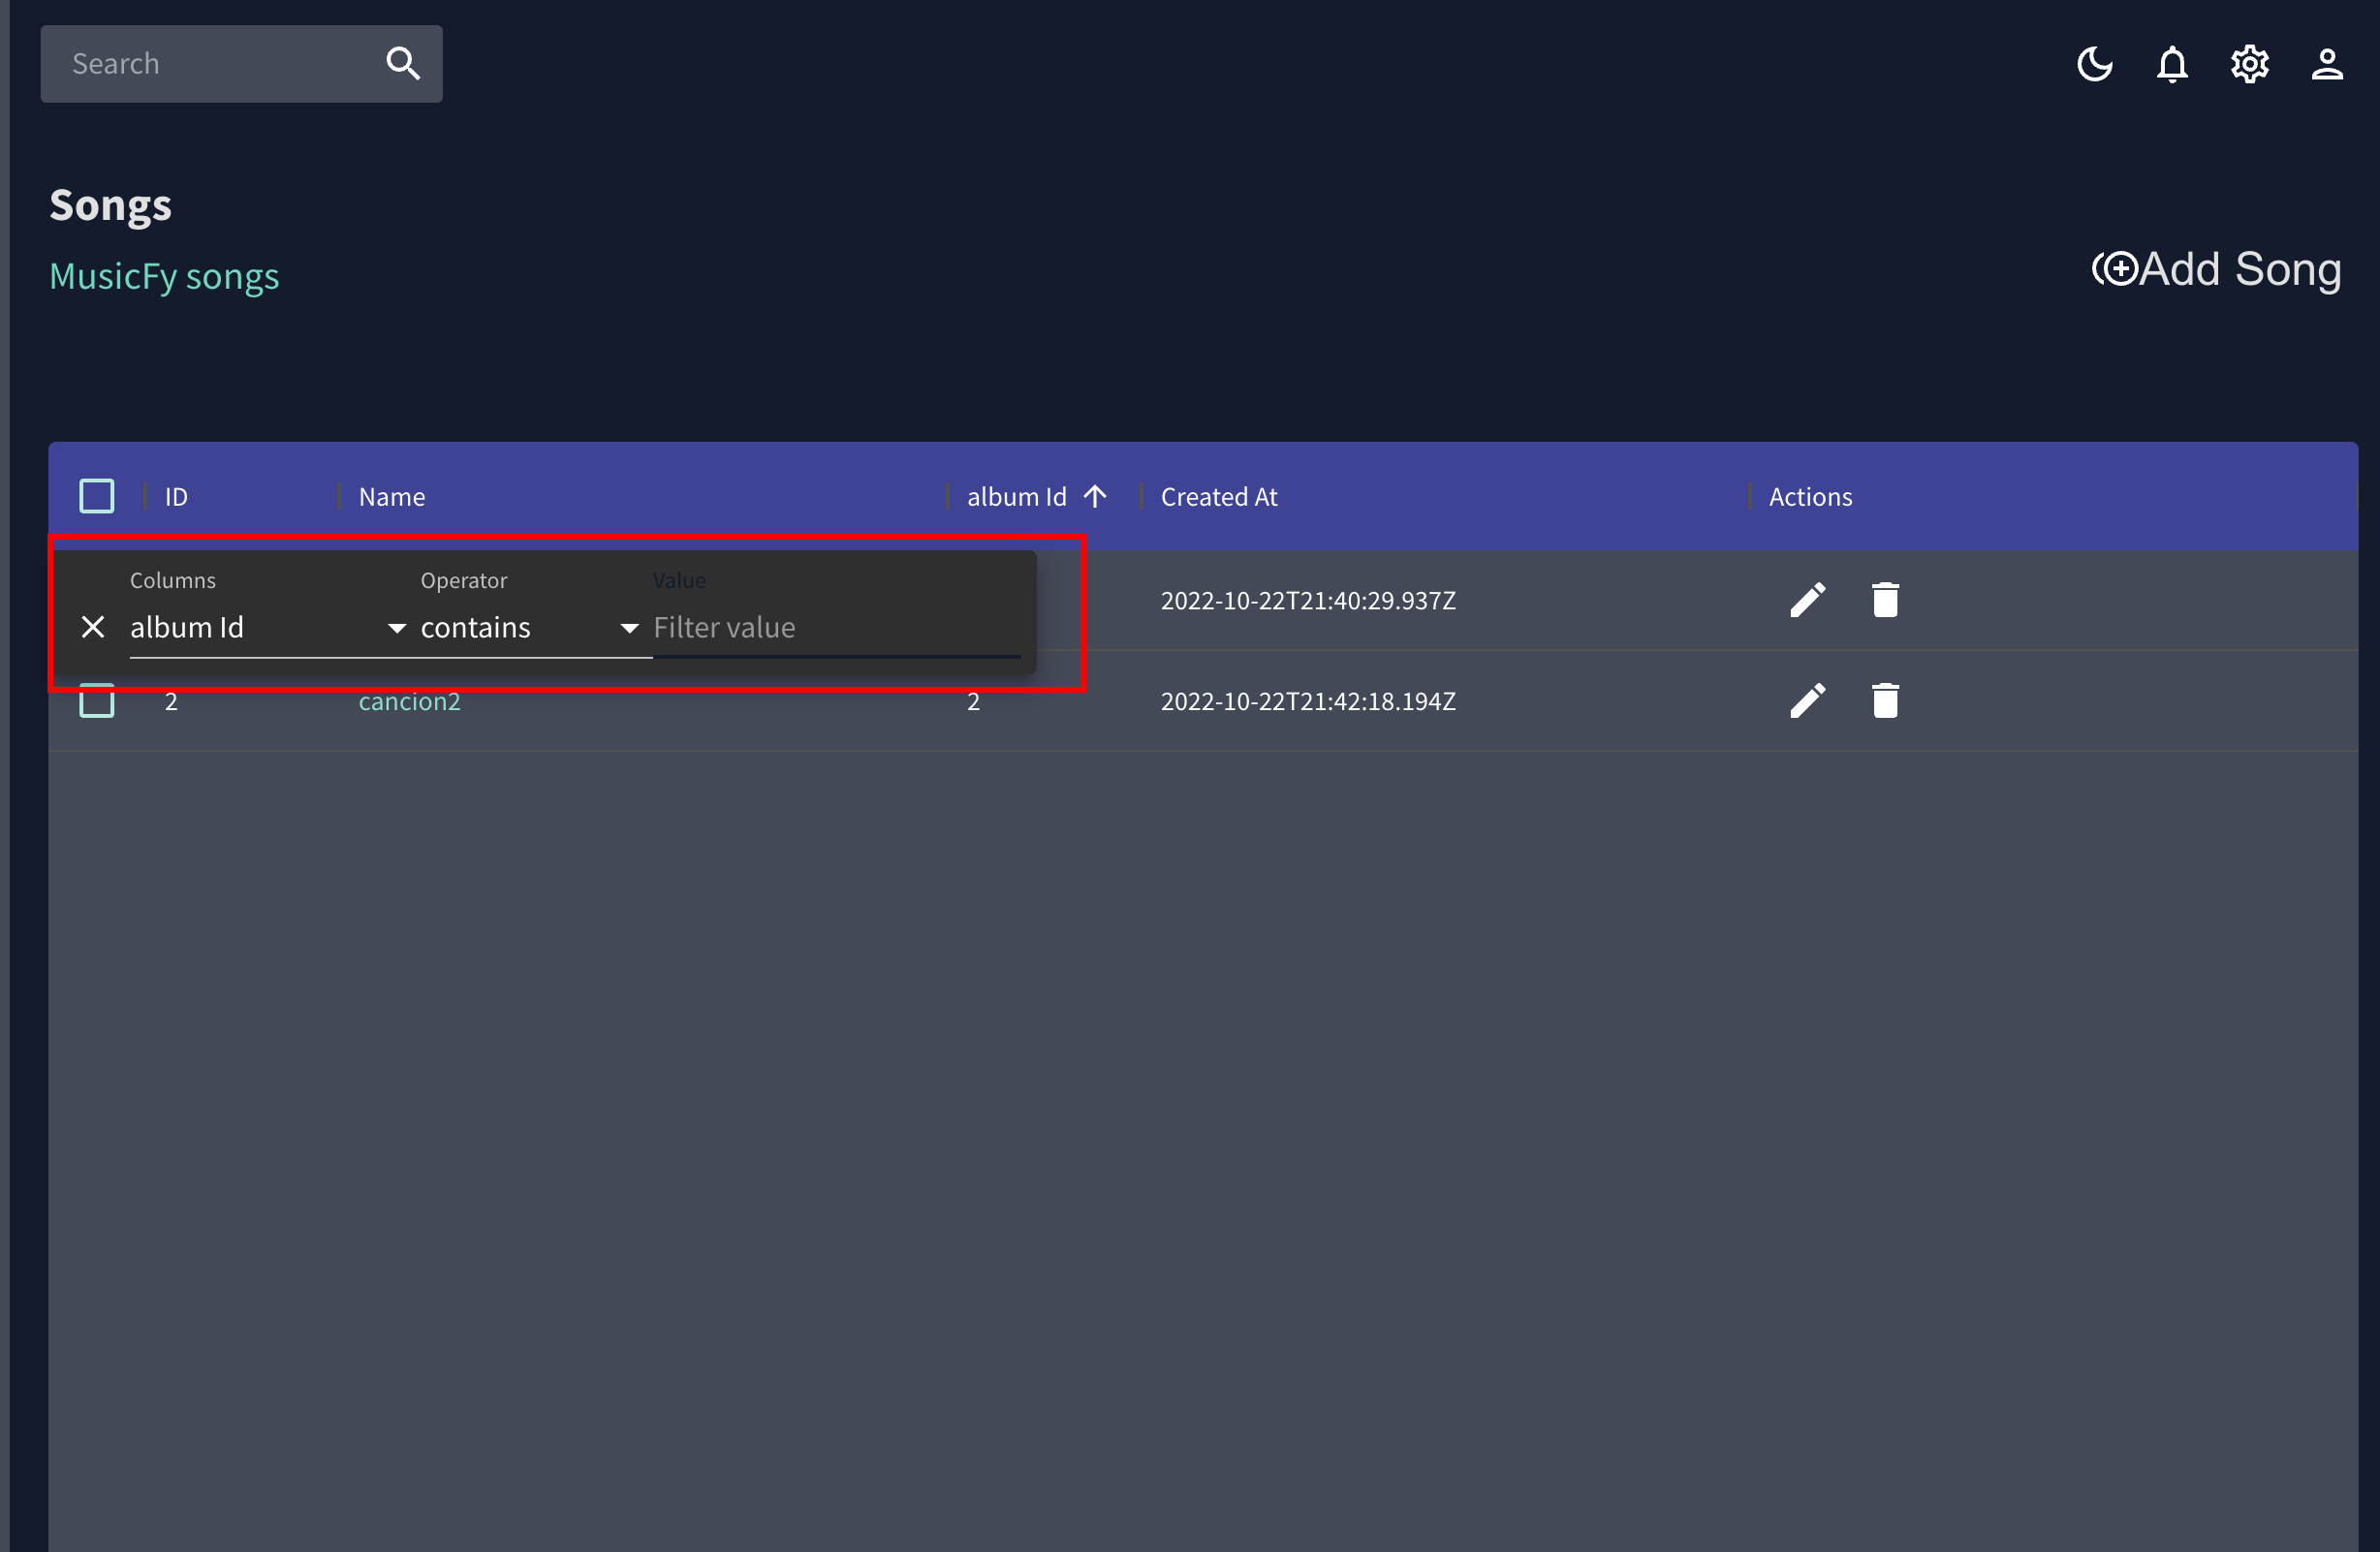 Search
Songs
MusicFy songs
Add Song
ID Name album Id Created At Actions
Columns Operator Value
album Id contains Filter value
2022-10-22T21:40:29.937Z
2 cancion2 2 2022-10-22T21:42:18.194Z